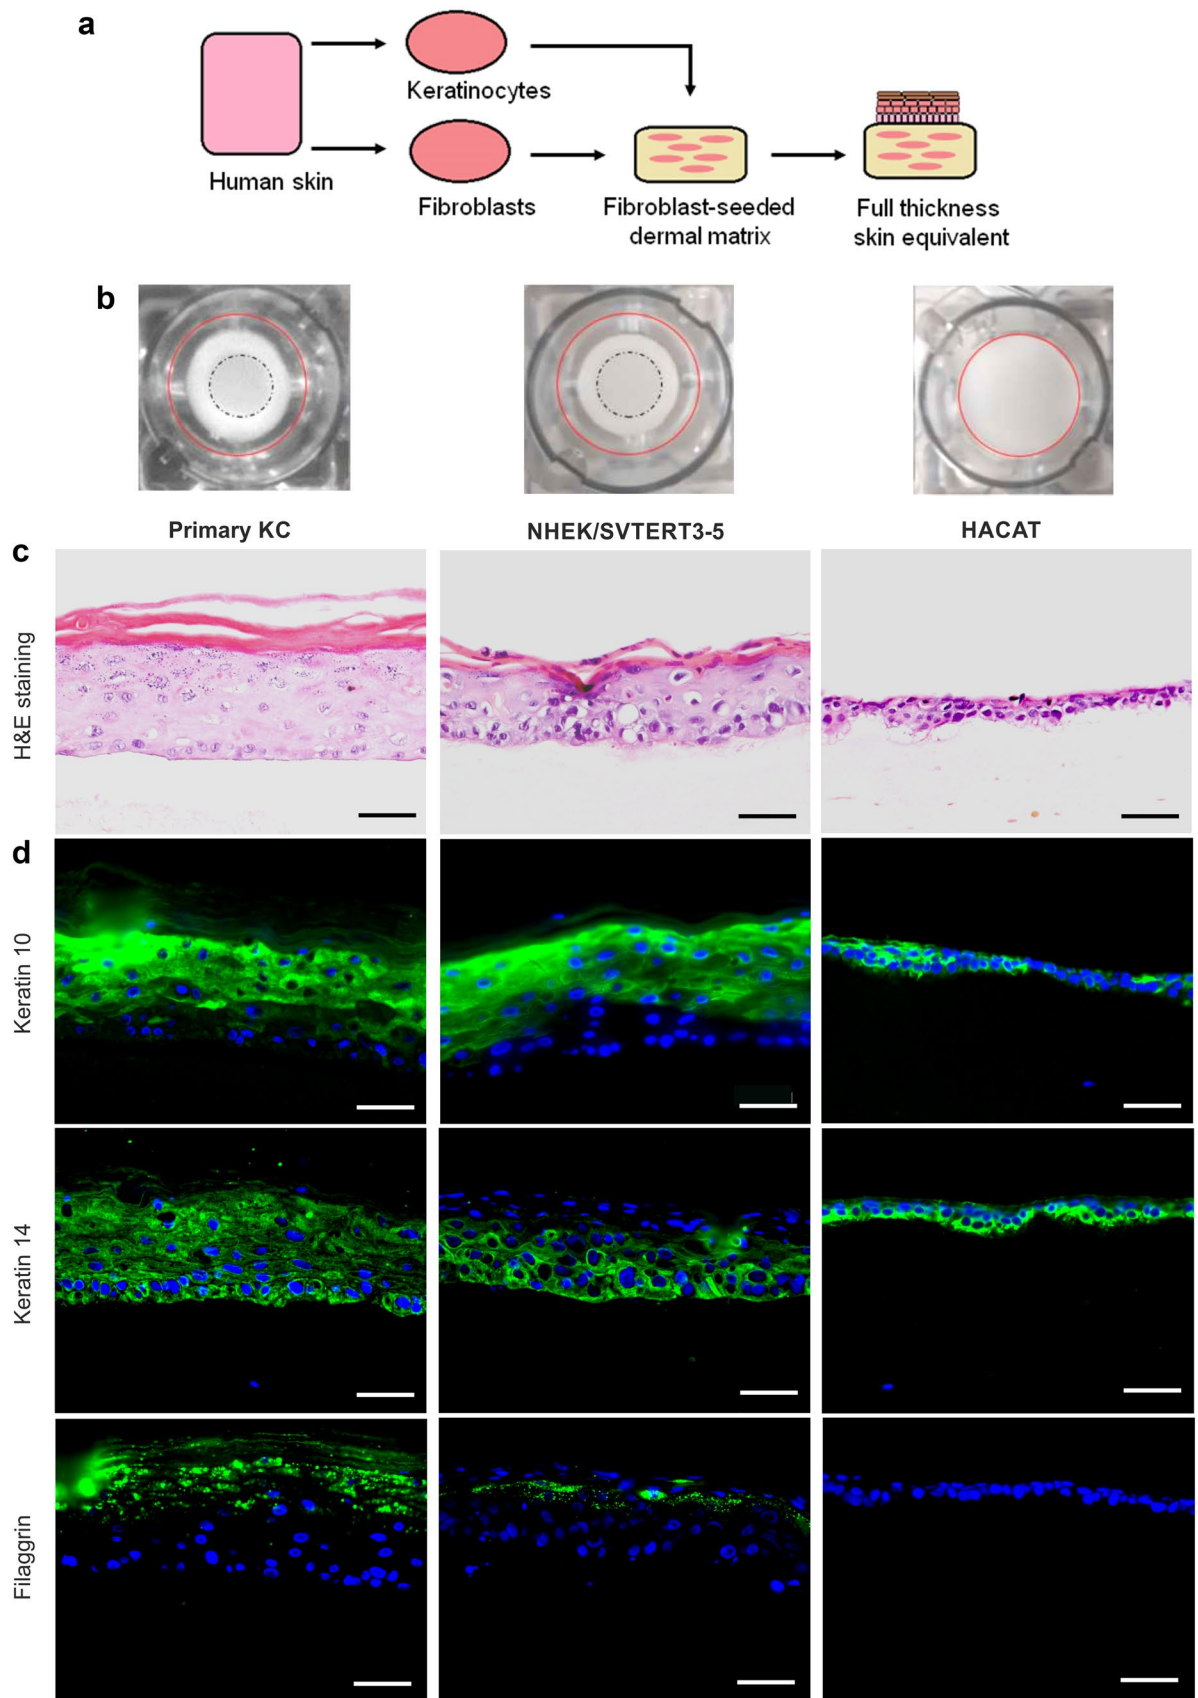 a
Keratinocytes
Human skin
Fibroblasts
Fibroblast-seeded
dermal matrix
Full thickness
skin equivalent
b
Primary KC
NHEK/SVTERT3-5
HACAT
c
H&E staining
d
Keratin 10
Keratin 14
Filaggrin